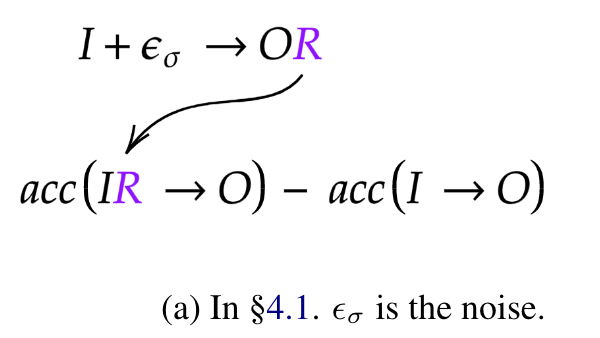 I + ϵ_σ → OR
acc(IR → O) − acc(I → O)
(a) In §4.1. ϵ_σ is the noise.